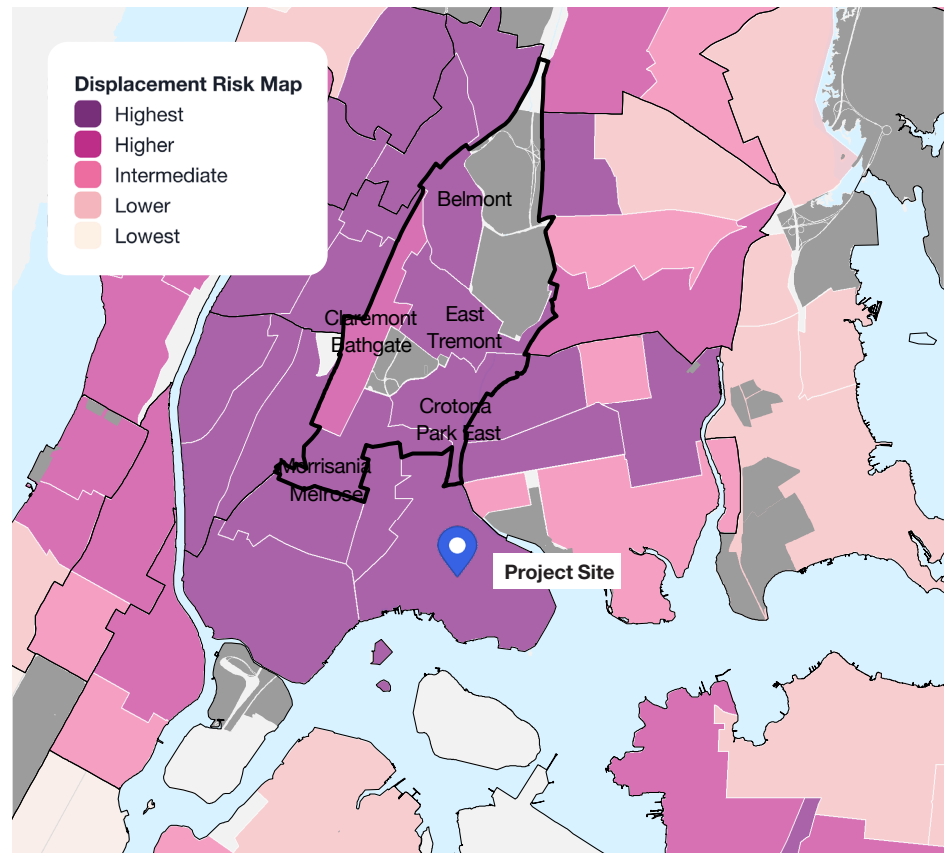 Displacement Risk Map
Highest
Higher
Intermediate
Lower
Lowest
Belmont
Claremont
Bathgate
East
Tremont
Crotona
Park East
Morrisania
Melrose
Project Site